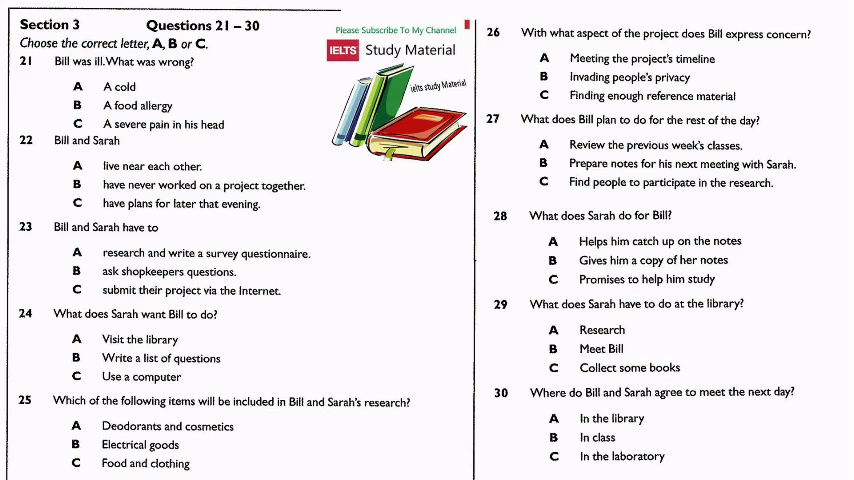 Section 3 Questions 21 – 30
Choose the correct letter, A, B or C.
21 Bill was ill. What was wrong?
A A cold
B A food allergy
C A severe pain in his head
22 Bill and Sarah
A live near each other.
B have never worked on a project together.
C have plans for later that evening.
23 Bill and Sarah have to
A research and write a survey questionnaire.
B ask shopkeepers questions.
C submit their project via the Internet.
24 What does Sarah want Bill to do?
A Visit the library
B Write a list of questions
C Use a computer
25 Which of the following items will be included in Bill and Sarah's research?
A Deodorants and cosmetics
B Electrical goods
C Food and clothing
Please Subscribe To My Channel
IELTS Study Material
ielts study Material
26 With what aspect of the project does Bill express concern?
A Meeting the project's timeline
B Invading people's privacy
C Finding enough reference material
27 What does Bill plan to do for the rest of the day?
A Review the previous week's classes.
B Prepare notes for his next meeting with Sarah.
C Find people to participate in the research.
28 What does Sarah do for Bill?
A Helps him catch up on the notes
B Gives him a copy of her notes
C Promises to help him study
29 What does Sarah have to do at the library?
A Research
B Meet Bill
C Collect some books
30 Where do Bill and Sarah agree to meet the next day?
A In the library
B In class
C In the laboratory